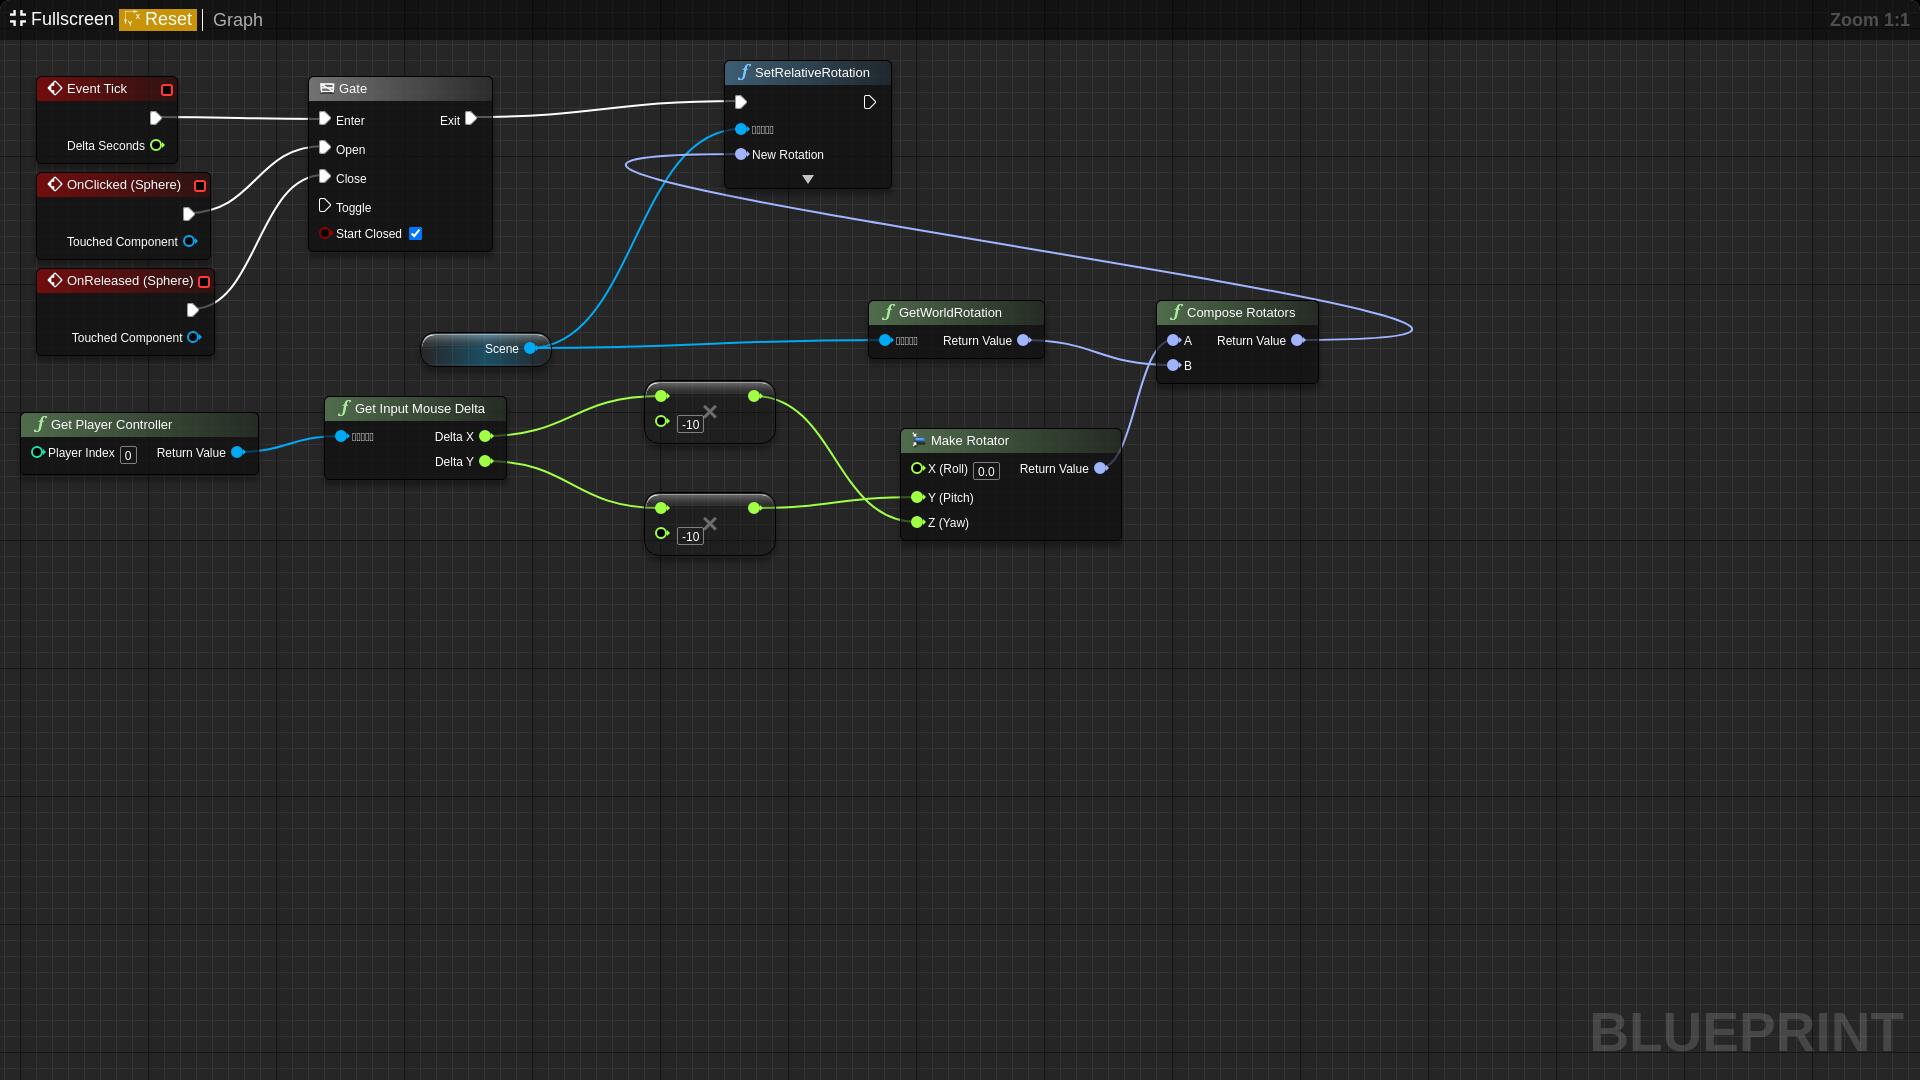 Fullscreen Reset Graph
Zoom 1:1
Event Tick
Delta Seconds
OnClicked (Sphere)
Touched Component
OnReleased (Sphere)
Touched Component
Gate
Enter Exit
Open
Close
Toggle
Start Closed
SetRelativeRotation
New Rotation
Scene
GetWorldRotation
Return Value
Compose Rotators
A Return Value
B
Get Player Controller
Player Index 0 Return Value
Get Input Mouse Delta
Delta X
Delta Y
-10
-10
Make Rotator
X (Roll) 0.0 Return Value
Y (Pitch)
Z (Yaw)
BLUEPRINT